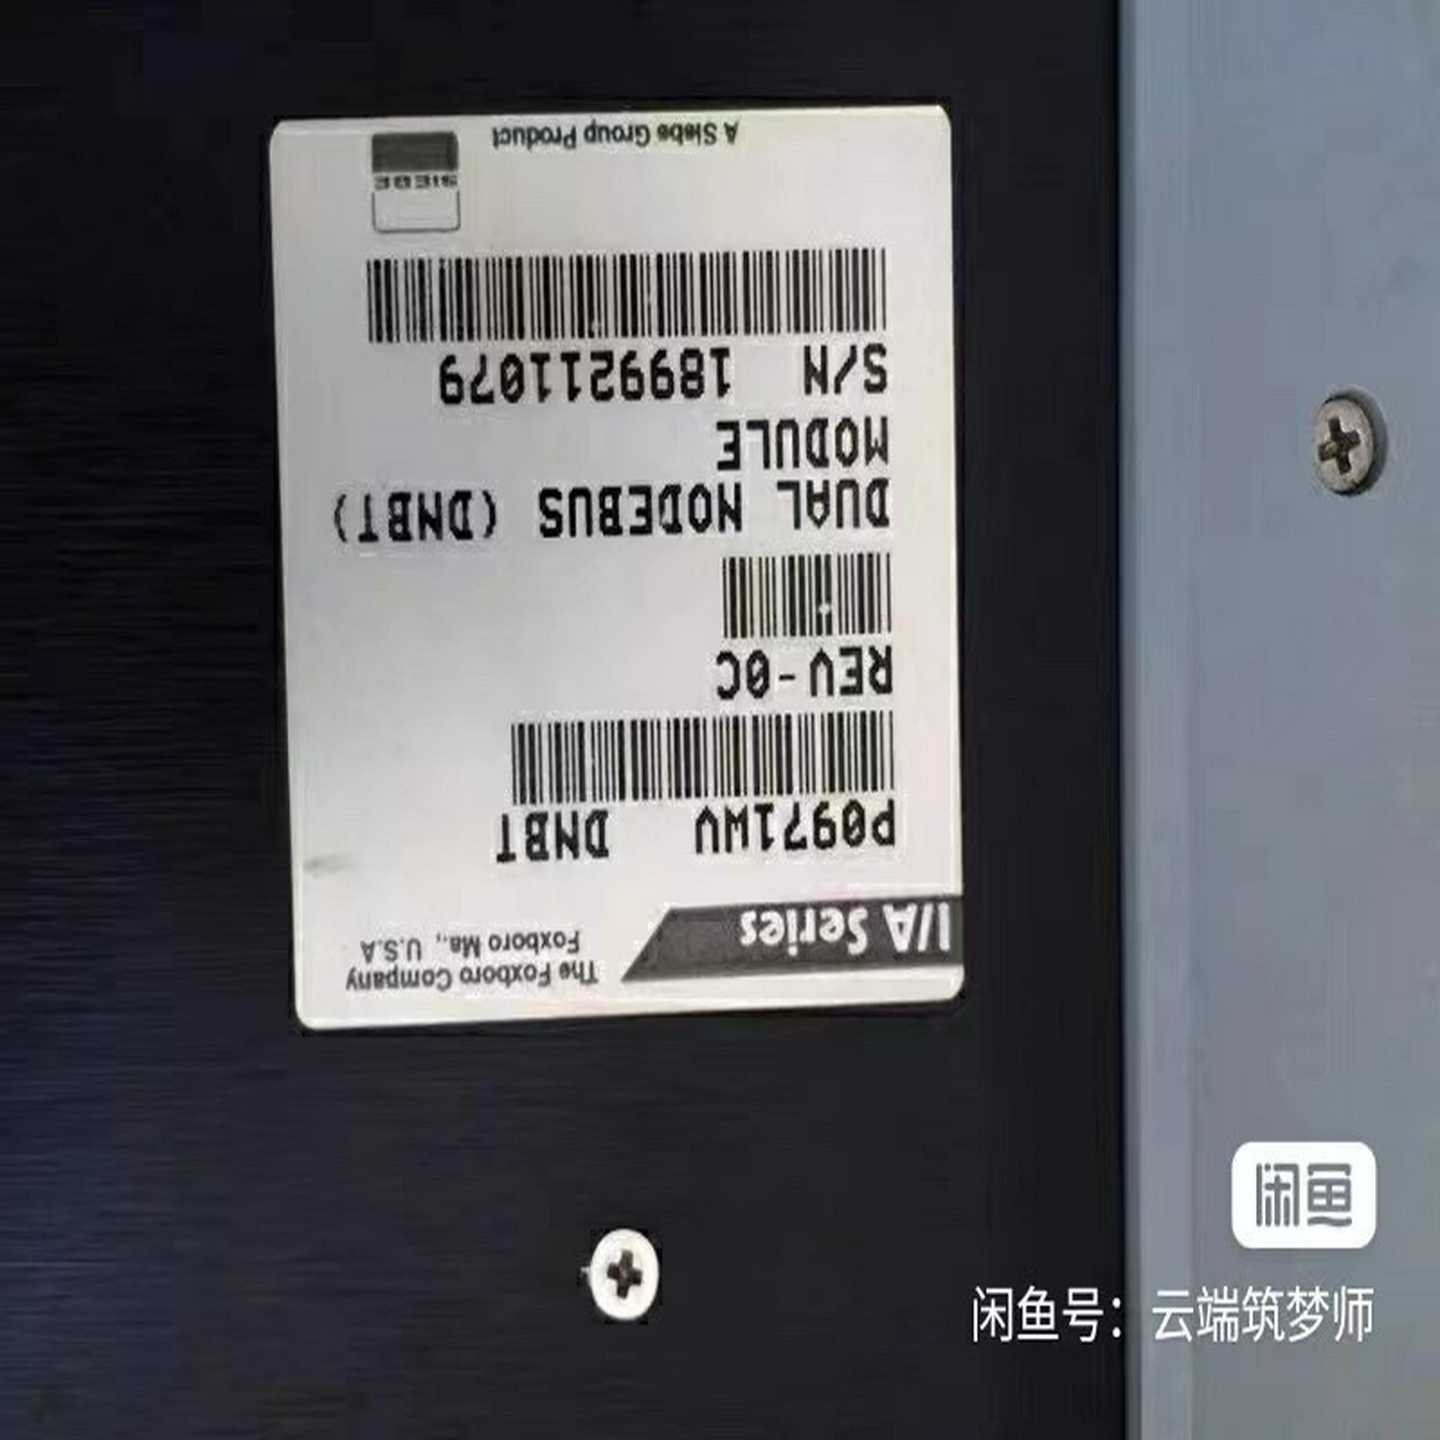 I/A Series
The Foxboro Company
Foxboro Ma,. U.S.A
P0971WV DNBT
REV-0C
DUAL NODEBUS (DNBT)
MODULE
S/N 1899211079
SIEBE
A Siebe Group Product
闲鱼
闲鱼号：云端筑梦师